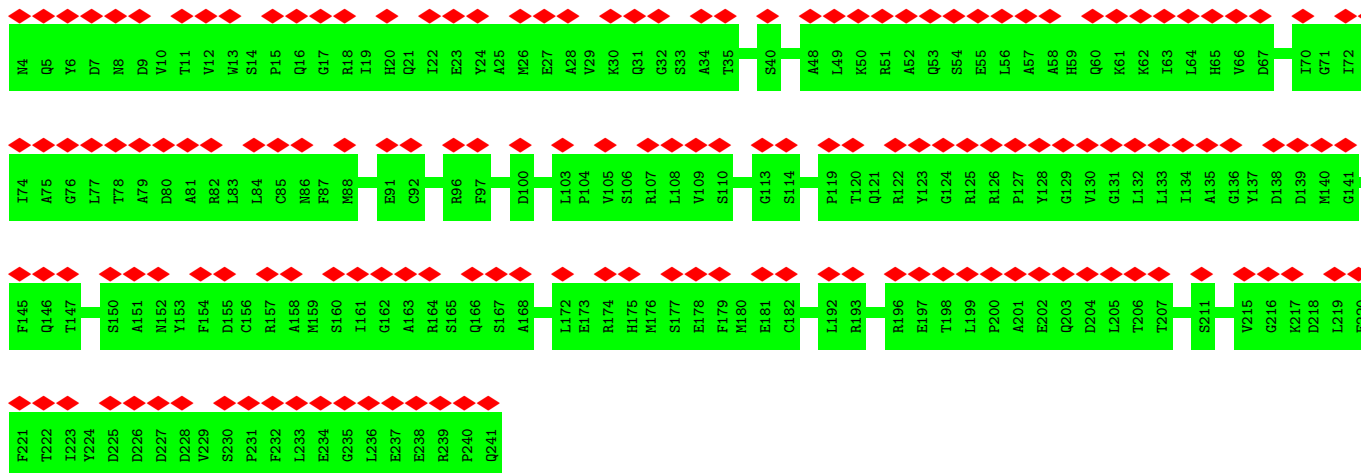 N4 Q5 Y6 D7 N8 D9 V10 T11 V12 W13 S14 P15 Q16 G17 R18 I19 H20 Q21 I22 E23 Y24 A25 M26 E27 A28 V29 K30 Q31 G32 S33 A34 T35 S40 A48 L49 K50 R51 A52 Q53 S54 E55 L56 A57 A58 H59 Q60 K61 K62 I63 L64 H65 V66 D67 I70 G71 I72
I74 A75 G76 L77 T78 A79 D80 A81 R82 L83 L84 C85 N86 F87 M88 E91 C92 R96 F97 D100 L103 P104 V105 S106 R107 L108 V109 S110 G113 S114 P119 T120 Q121 R122 Y123 G124 R125 R126 P127 Y128 G129 V130 G131 L132 L133 I134 A135 G136 Y137 D138 D139 M140 G141
F145 Q146 T147 S150 A151 N152 Y153 F154 D155 C156 R157 A158 M159 S160 I161 G162 A163 R164 S165 Q166 S167 A168 L172 E173 R174 H175 M176 S177 E178 F179 M180 E181 C182 L192 R193 R196 E197 T198 L199 P200 A201 E202 Q203 D204 L205 T206 T207 S211 V215 G216 K217 D218 L219
F221 T222 I223 Y224 D225 D226 D227 D228 V229 S230 P231 F232 L233 E234 G235 L236 E237 E238 R239 P240 Q241